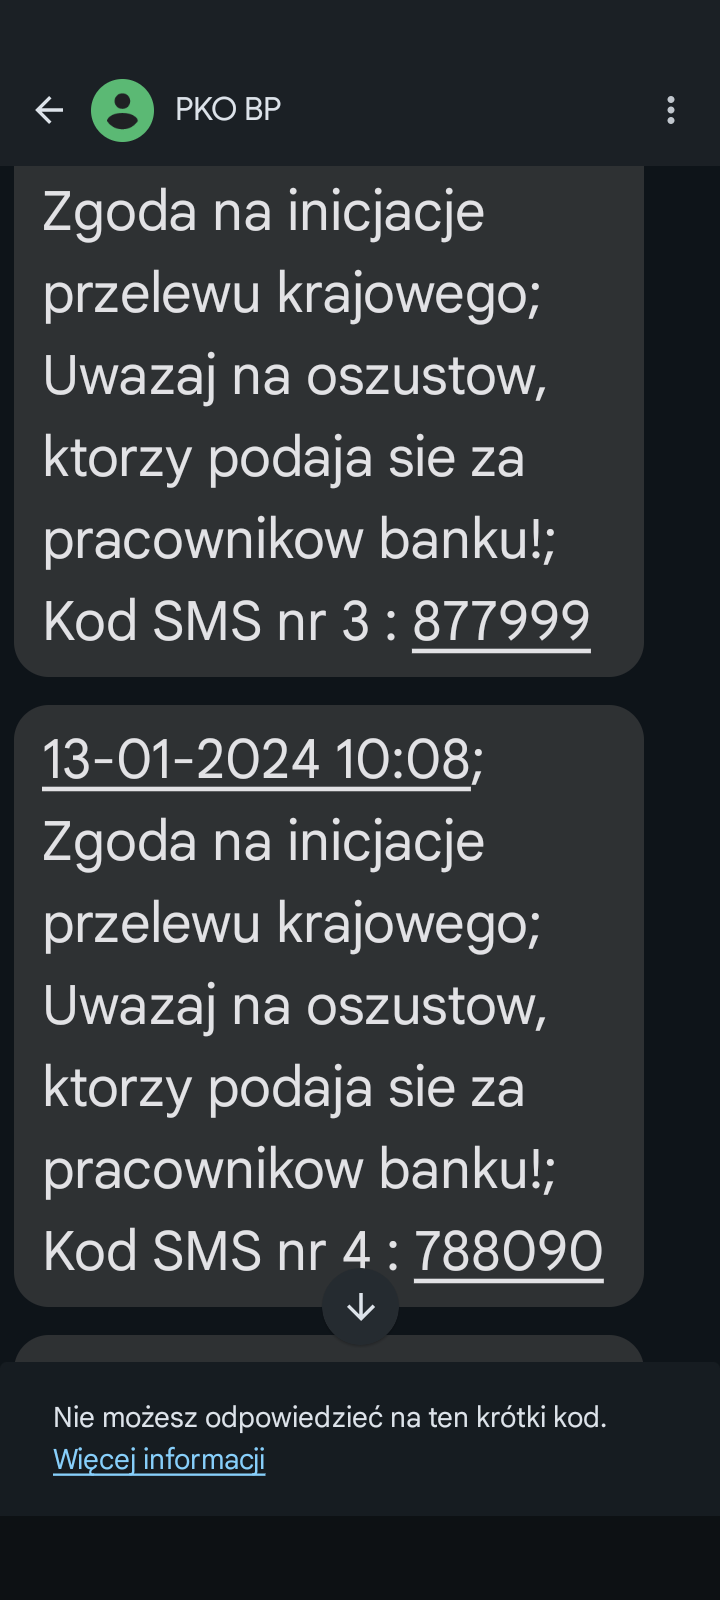 PKO BP
Zgoda na inicjacje
przelewu krajowego;
Uwazaj na oszustow,
ktorzy podaja sie za
pracownikow banku!;
Kod SMS nr 3 : 877999
13-01-2024 10:08;
Zgoda na inicjacje
przelewu krajowego;
Uwazaj na oszustow,
ktorzy podaja sie za
pracownikow banku!;
Kod SMS nr 4 : 788090
Nie możesz odpowiedzieć na ten krótki kod.
Więcej informacji